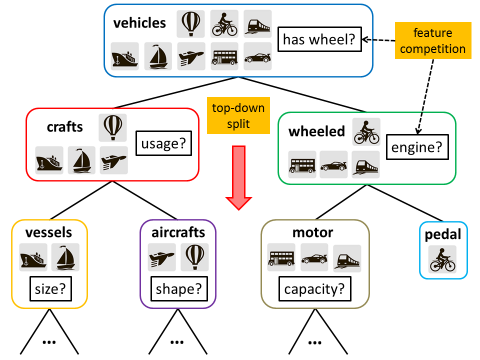 vehicles
has wheel?
feature
competition
crafts
usage?
top-down
split
wheeled
engine?
vessels
size?
aircrafts
shape?
motor
capacity?
pedal
...
...
...